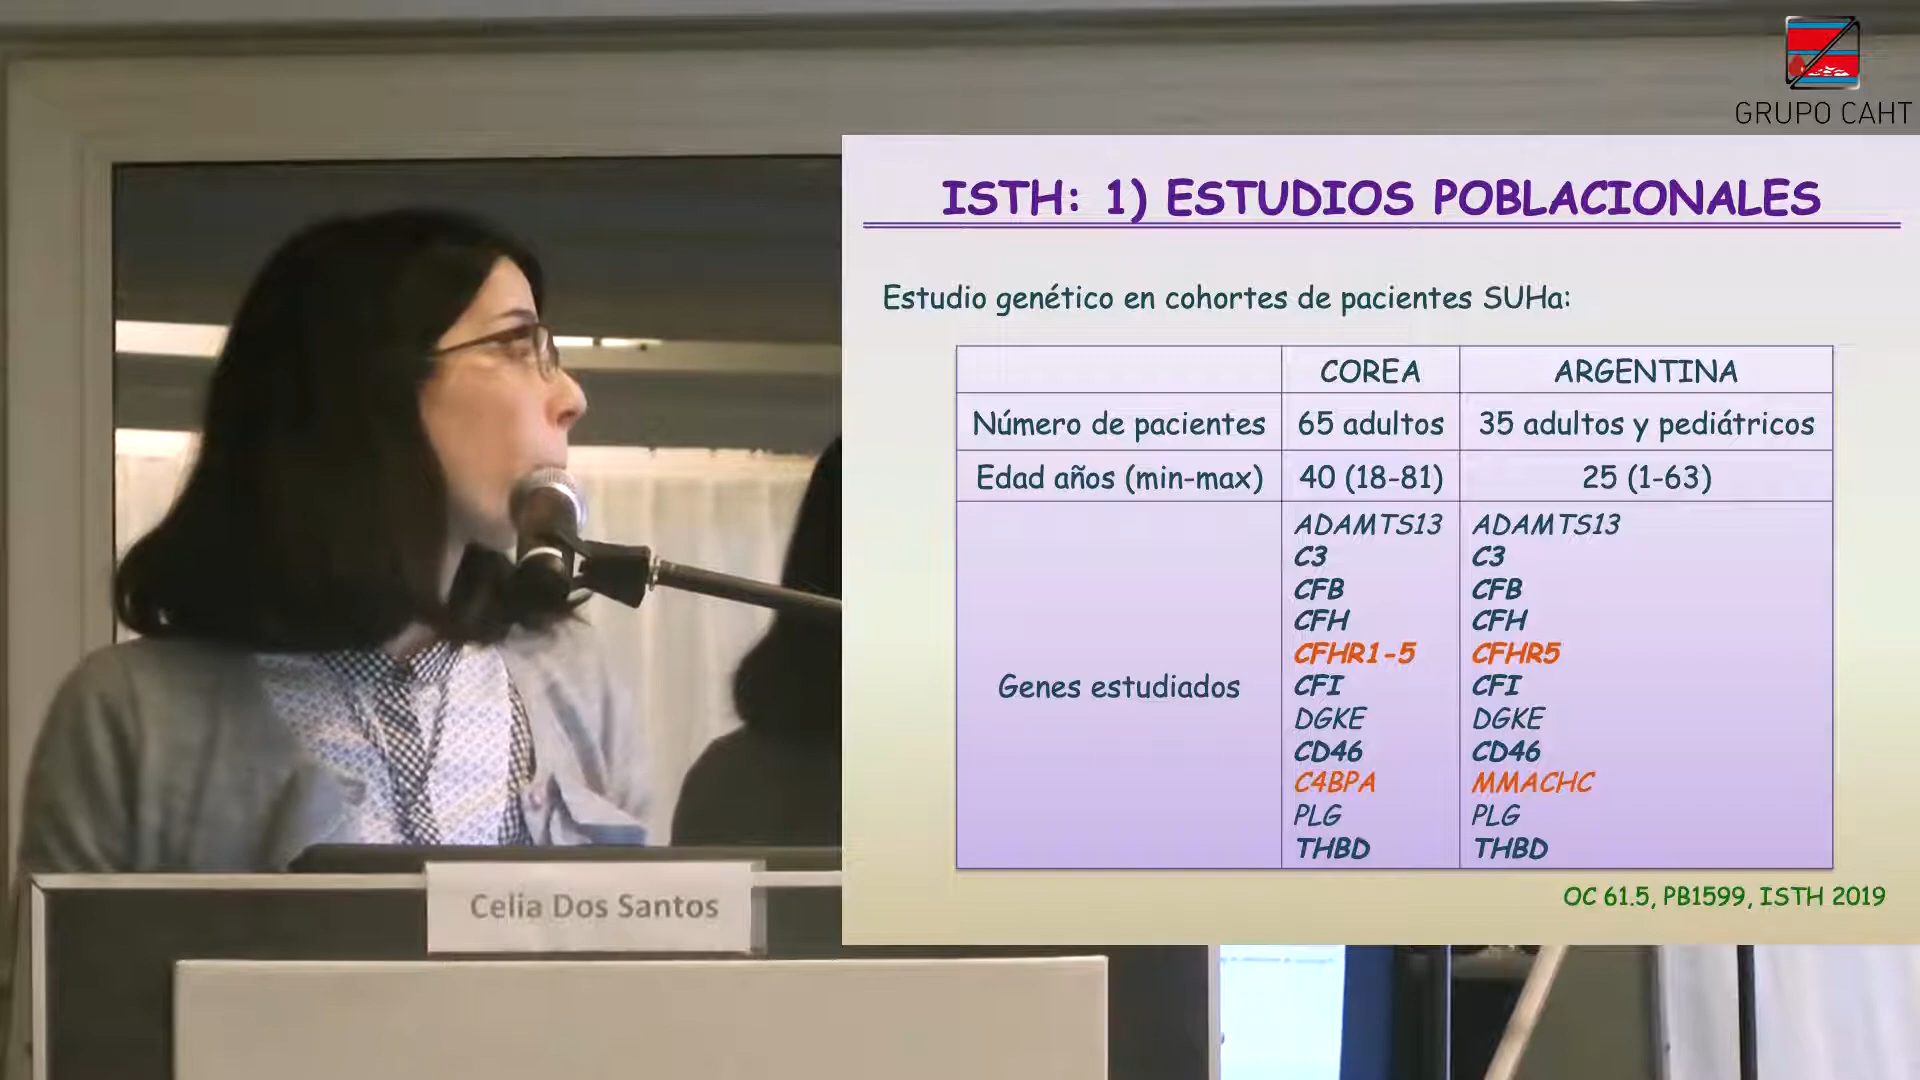 GRUPO CAHT
ISTH: 1) ESTUDIOS POBLACIONALES
Estudio genético en cohortes de pacientes SUHa:
COREA ARGENTINA
Número de pacientes 65 adultos 35 adultos y pediátricos
Edad años (min-max) 40 (18-81) 25 (1-63)
Genes estudiados
ADAMTS13 ADAMTS13
C3 C3
CFB CFB
CFH CFH
CFHR1-5 CFHR5
CFI CFI
DGKE DGKE
CD46 CD46
C4BPA MMACHC
PLG PLG
THBD THBD
OC 61.5, PB1599, ISTH 2019
Celia Dos Santos